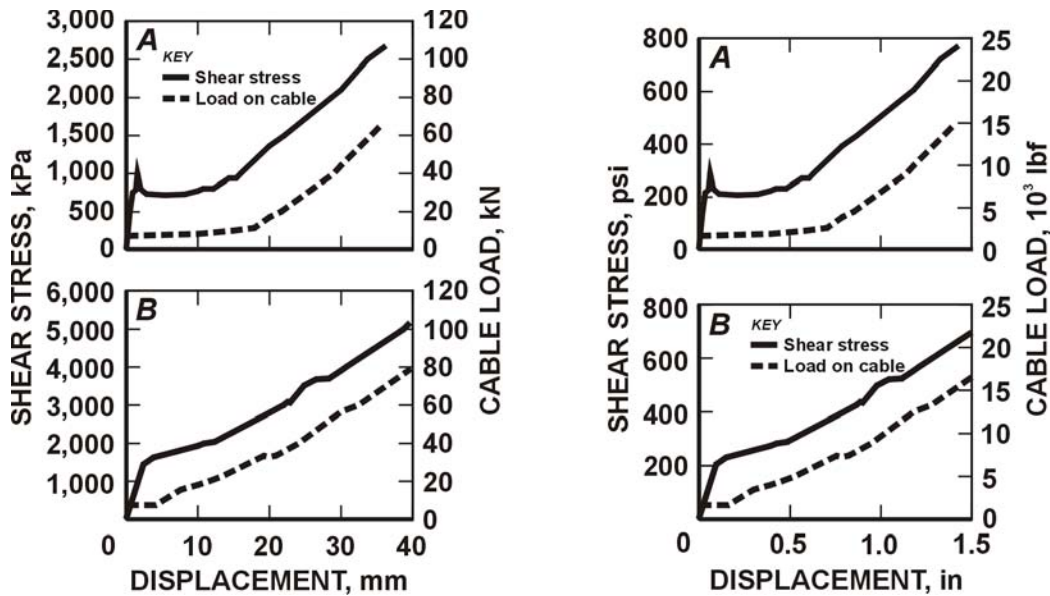 SHEAR STRESS, kPa
3,000
2,500
2,000
1,500
1,000
500
0
A
KEY
Shear stress
Load on cable
120
100
80
60
40
20
0
CABLE LOAD, kN
6,000
5,000
4,000
3,000
2,000
1,000
B
120
100
80
60
40
20
0
0 10 20 30 40
DISPLACEMENT, mm
SHEAR STRESS, psi
800
600
400
200
0
A
25
20
15
10
5
0
CABLE LOAD, 10³ lbf
800
600
400
200
B
KEY
Shear stress
Load on cable
25
20
15
10
5
0
0 0.5 1.0 1.5
DISPLACEMENT, in